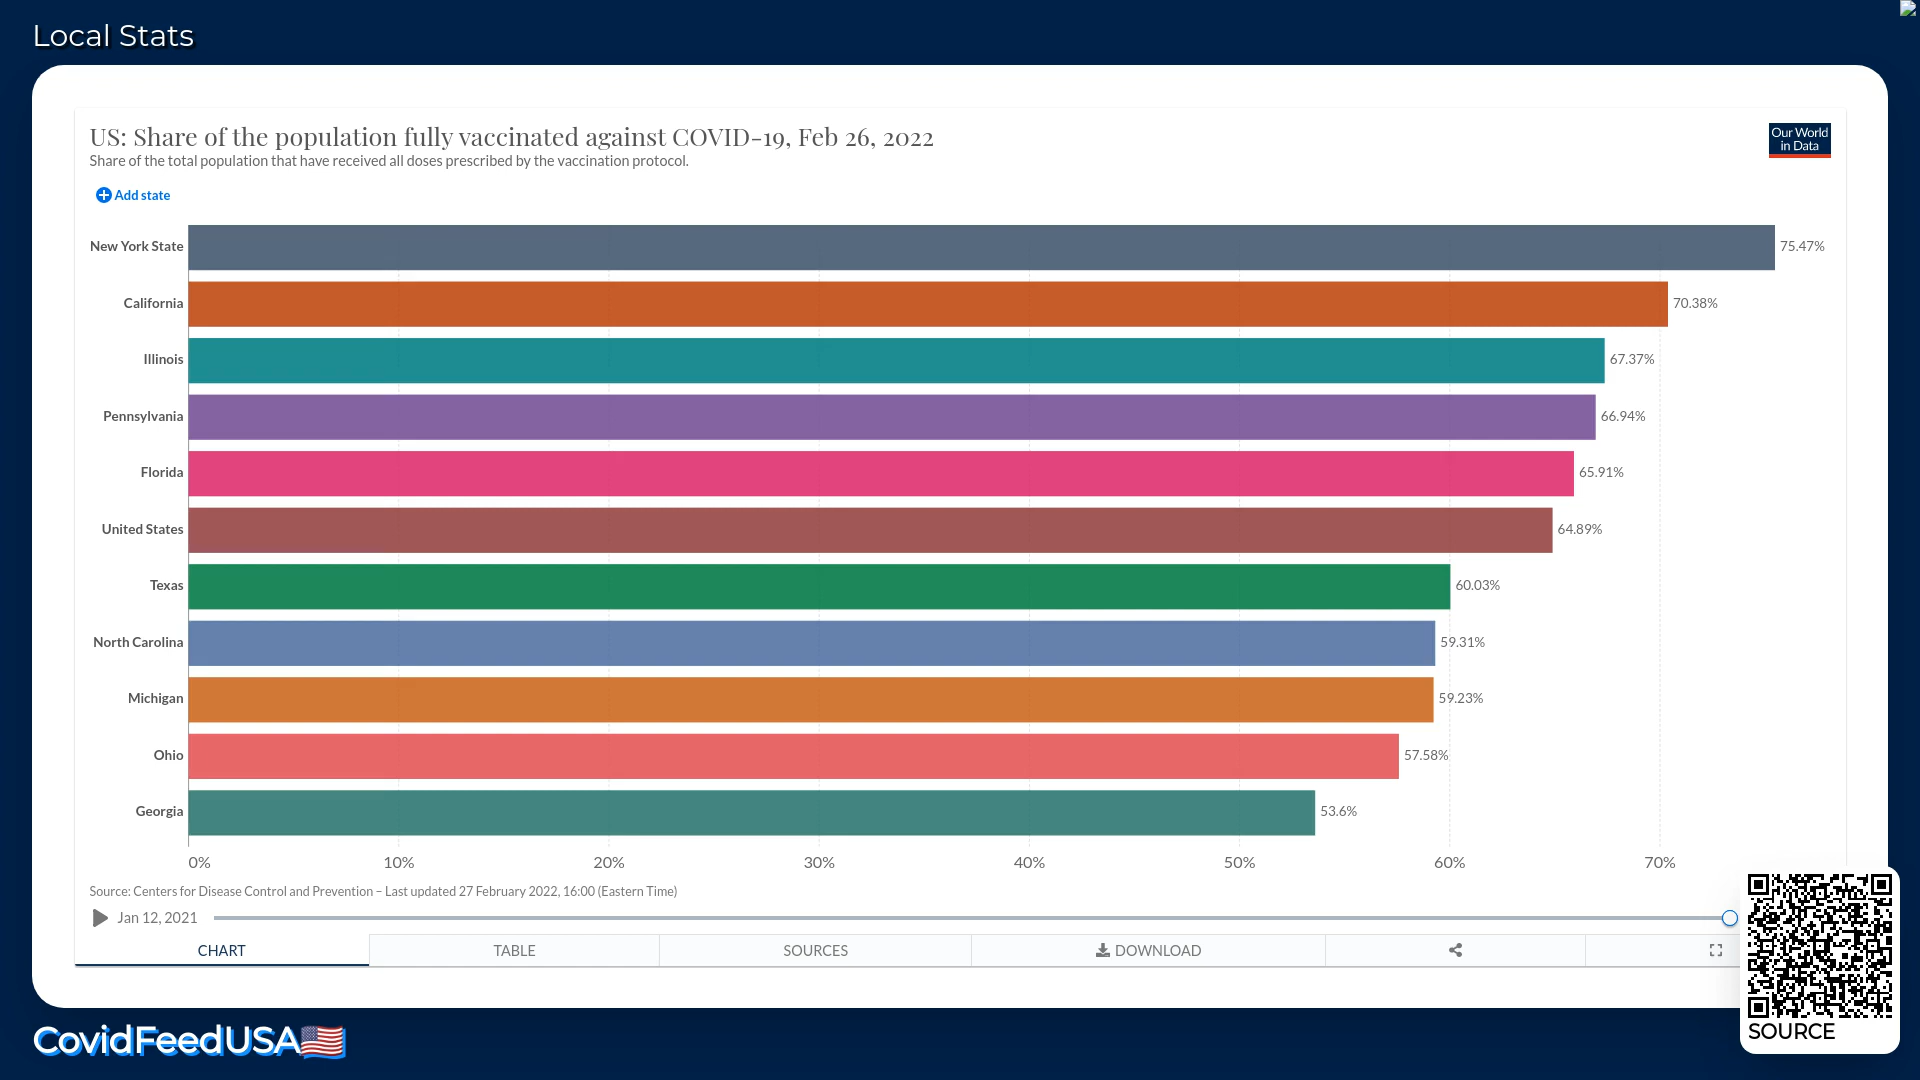 Local Stats
US: Share of the population fully vaccinated against COVID-19, Feb 26, 2022
Share of the total population that have received all doses prescribed by the vaccination protocol.
Our World
in Data
Add state
New York State 75.47%
California 70.38%
Illinois 67.37%
Pennsylvania 66.94%
Florida 65.91%
United States 64.89%
Texas 60.03%
North Carolina 59.31%
Michigan 59.23%
Ohio 57.58%
Georgia 53.6%
0% 10% 20% 30% 40% 50% 60% 70%
Source: Centers for Disease Control and Prevention – Last updated 27 February 2022, 16:00 (Eastern Time)
Jan 12, 2021
CHART TABLE SOURCES DOWNLOAD
SOURCE
CovidFeedUSA